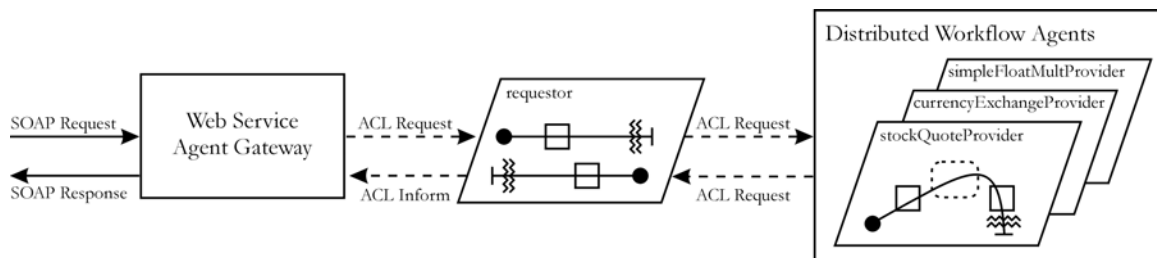 SOAP Request
SOAP Response
Web Service
Agent Gateway
ACL Request
ACL Inform
requestor
ACL Request
ACL Request
Distributed Workflow Agents
simpleFloatMultProvider
currencyExchangeProvider
stockQuoteProvider